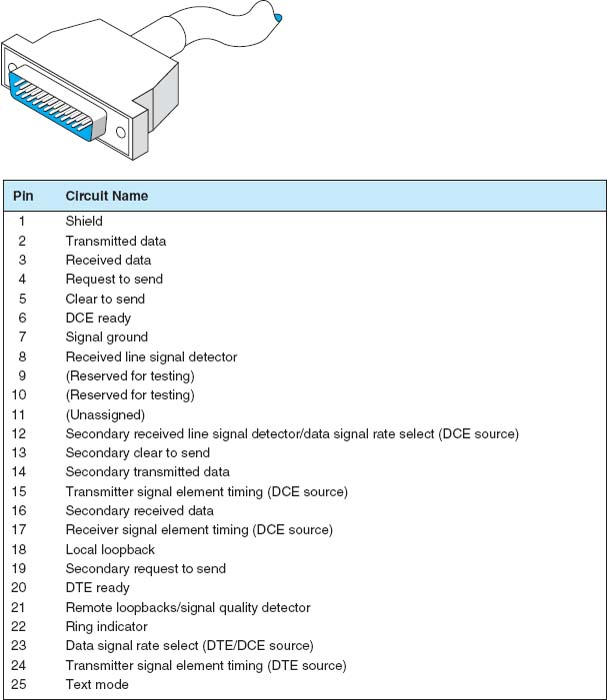 Pin Circuit Name
1 Shield
2 Transmitted data
3 Received data
4 Request to send
5 Clear to send
6 DCE ready
7 Signal ground
8 Received line signal detector
9 (Reserved for testing)
10 (Reserved for testing)
11 (Unassigned)
12 Secondary received line signal detector/data signal rate select (DCE source)
13 Secondary clear to send
14 Secondary transmitted data
15 Transmitter signal element timing (DCE source)
16 Secondary received data
17 Receiver signal element timing (DCE source)
18 Local loopback
19 Secondary request to send
20 DTE ready
21 Remote loopbacks/signal quality detector
22 Ring indicator
23 Data signal rate select (DTE/DCE source)
24 Transmitter signal element timing (DTE source)
25 Text mode